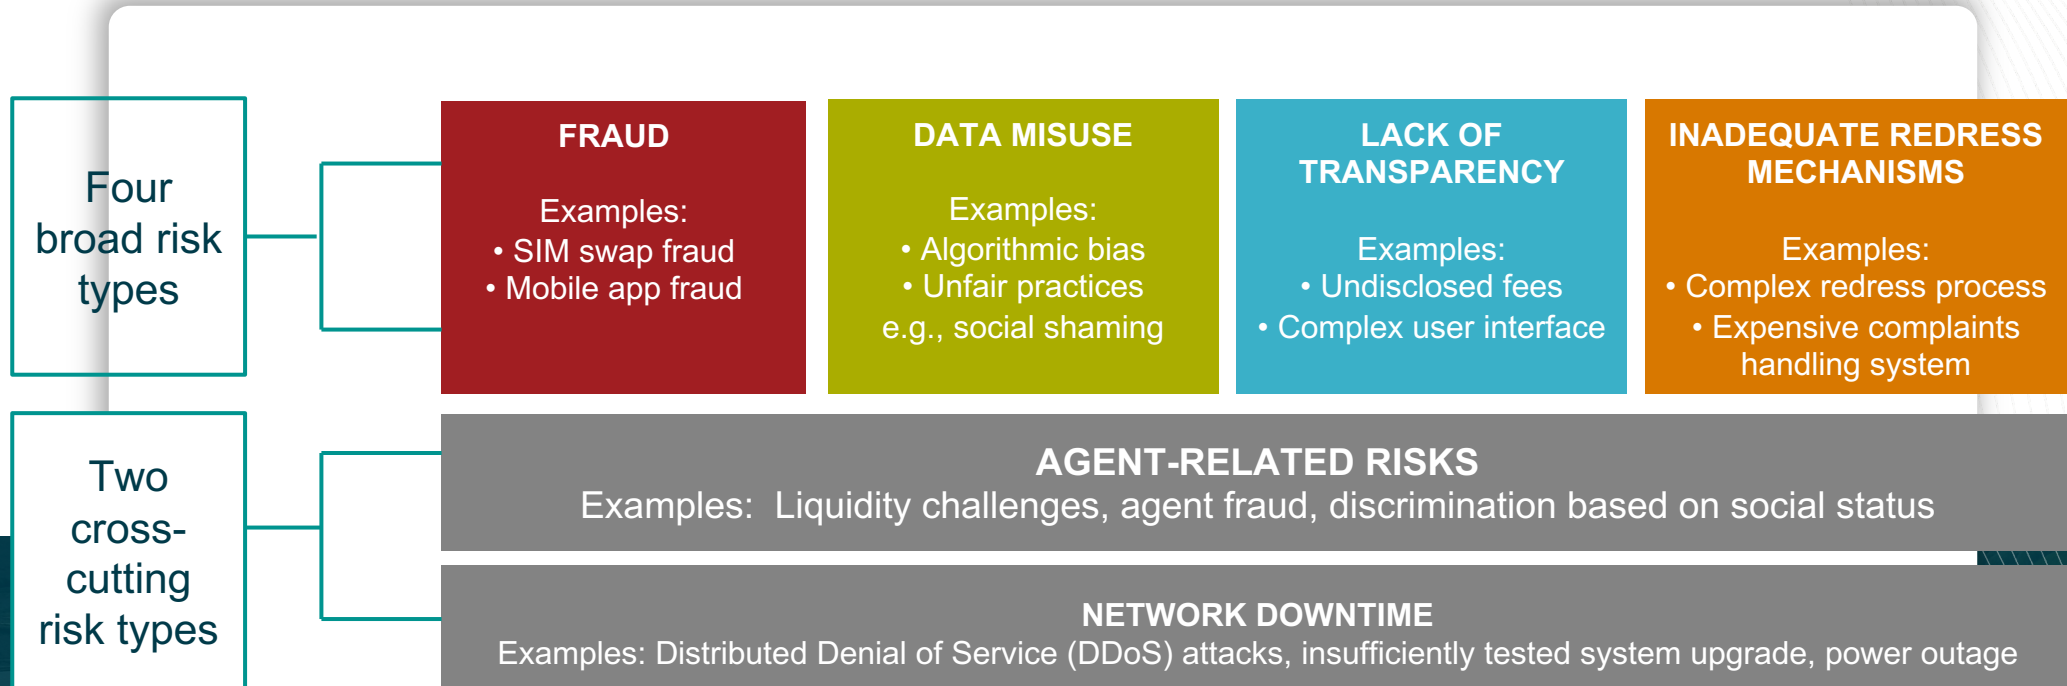 Four
broad risk
types
FRAUD
Examples:
• SIM swap fraud
• Mobile app fraud
DATA MISUSE
Examples:
• Algorithmic bias
• Unfair practices
e.g., social shaming
LACK OF
TRANSPARENCY
Examples:
• Undisclosed fees
• Complex user interface
INADEQUATE REDRESS
MECHANISMS
Examples:
• Complex redress process
• Expensive complaints
handling system
Two
cross-
cutting
risk types
AGENT-RELATED RISKS
Examples:  Liquidity challenges, agent fraud, discrimination based on social status
NETWORK DOWNTIME
Examples: Distributed Denial of Service (DDoS) attacks, insufficiently tested system upgrade, power outage